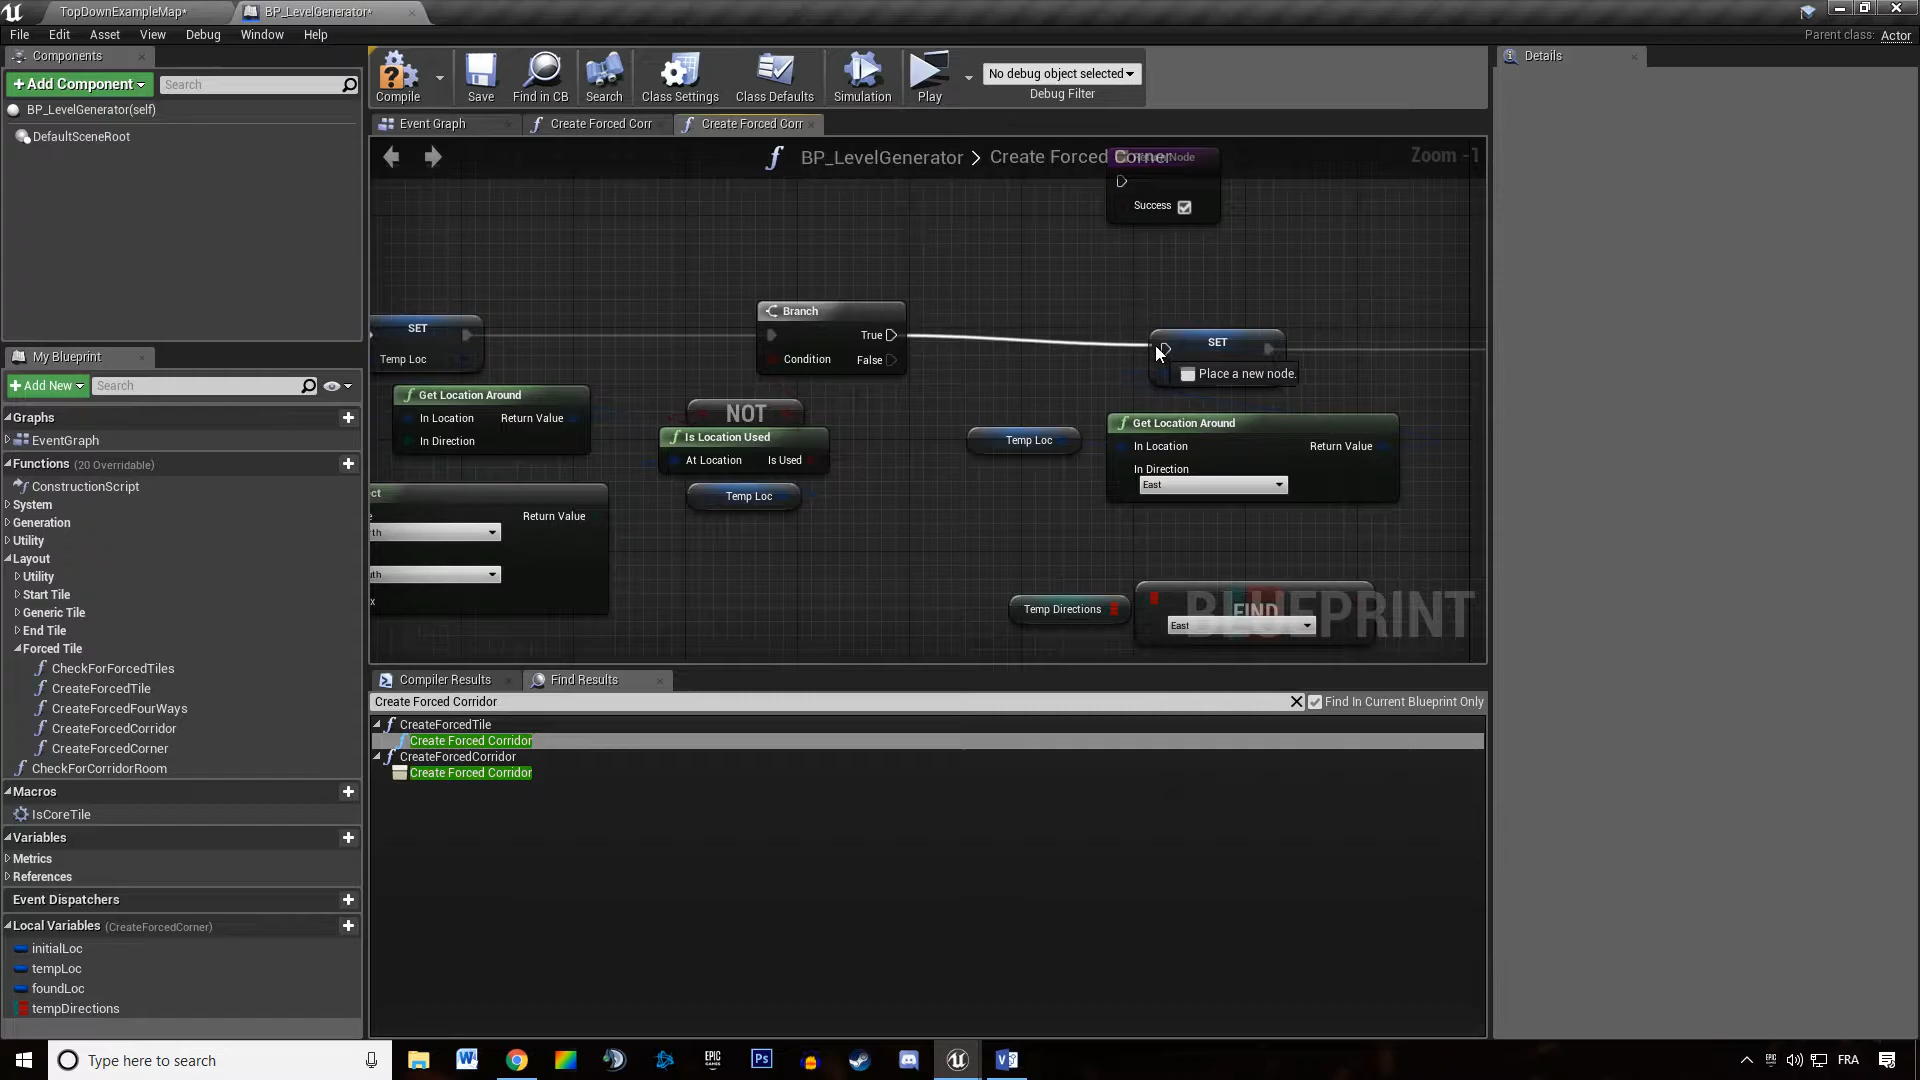 TopDownExampleMap*
BP_LevelGenerator*
File Edit Asset View Debug Window Help
Parent class: Actor
Components
+Add Component
Search
BP_LevelGenerator(self)
DefaultSceneRoot
Compile
Save
Find in CB
Search
Class Settings
Class Defaults
Simulation
Play
No debug object selected
Debug Filter
Details
Event Graph
Create Forced Corr
Create Forced Corr
BP_LevelGenerator > Create Forced Corner
Zoom -1
Node
Success
SET
Temp Loc
Branch
True
Condition
False
SET
Place a new node.
Get Location Around
In Location
Return Value
In Direction
NOT
Is Location Used
At Location
Is Used
Temp Loc
Temp Loc
Get Location Around
In Location
Return Value
In Direction
East
ct
Return Value
Temp Directions
FIND
East
BLUEPRINT
My Blueprint
+Add New
Search
Graphs
EventGraph
Functions (20 Overridable)
ConstructionScript
System
Generation
Utility
Layout
Utility
Start Tile
Generic Tile
End Tile
Forced Tile
CheckForForcedTiles
CreateForcedTile
CreateForcedFourWays
CreateForcedCorridor
CreateForcedCorner
CheckForCorridorRoom
Macros
IsCoreTile
Variables
Metrics
References
Event Dispatchers
Local Variables (CreateForcedCorner)
initialLoc
tempLoc
foundLoc
tempDirections
Compiler Results
Find Results
Create Forced Corridor
Find In Current Blueprint Only
CreateForcedTile
Create Forced Corridor
CreateForcedCorridor
Create Forced Corridor
Type here to search
FRA